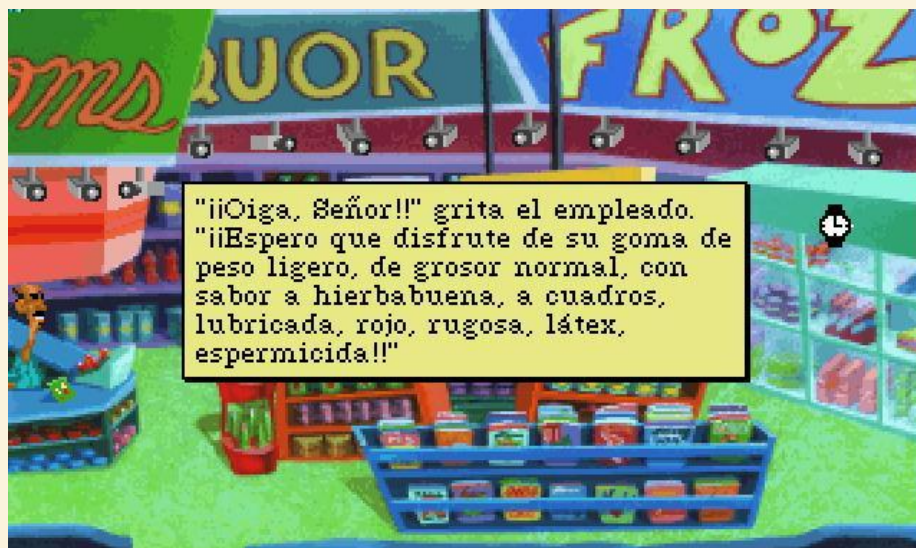 oms
QUOR
FROZ
"¡¡Oiga, Señor!!" grita el empleado.
"¡¡Espero que disfrute de su goma de
peso ligero, de grosor normal, con
sabor a hierbabuena, a cuadros,
lubricada, rojo, rugosa, látex,
espermicida!!"